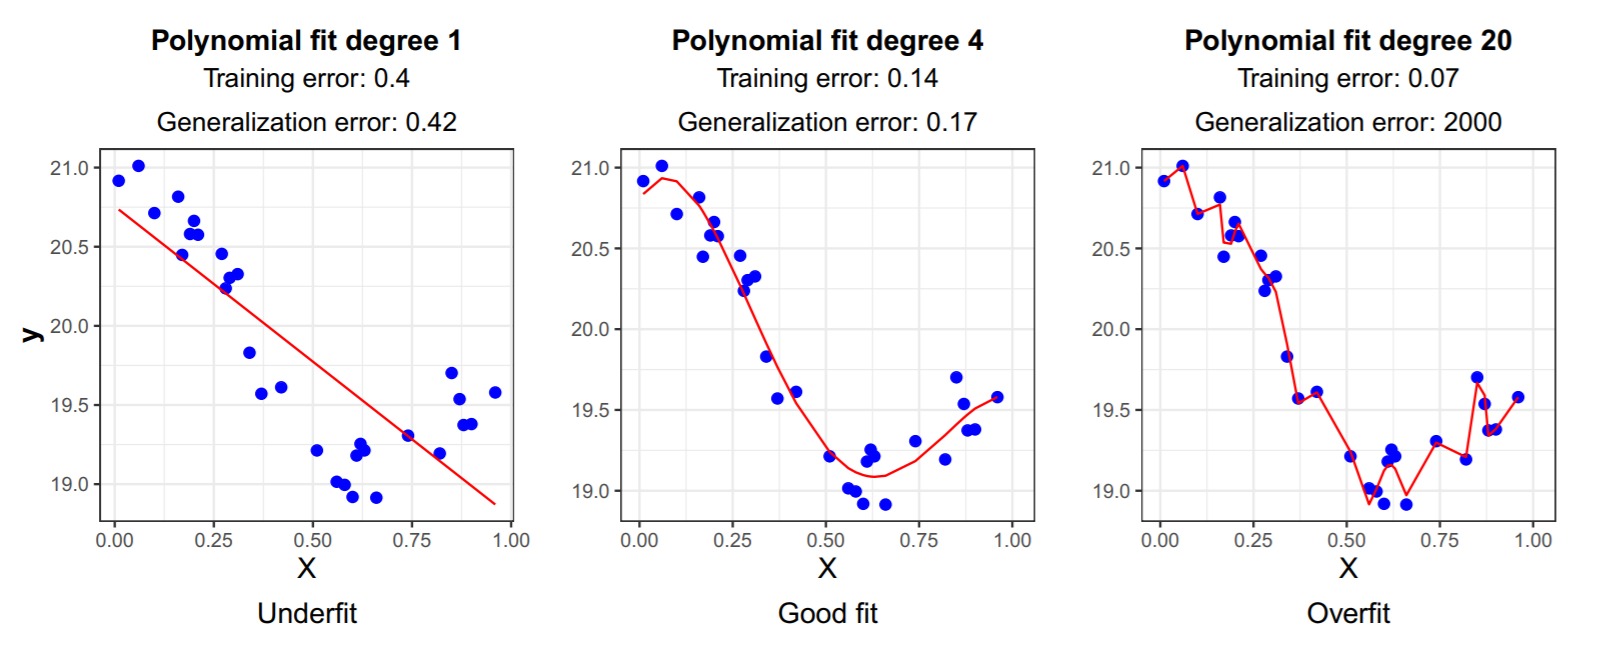 Polynomial fit degree 1
Training error: 0.4
Generalization error: 0.42
21.0
20.5
20.0
19.5
19.0
y
0.00 0.25 0.50 0.75 1.00
X
Underfit
Polynomial fit degree 4
Training error: 0.14
Generalization error: 0.17
21.0
20.5
20.0
19.5
19.0
0.00 0.25 0.50 0.75 1.00
X
Good fit
Polynomial fit degree 20
Training error: 0.07
Generalization error: 2000
21.0
20.5
20.0
19.5
19.0
0.00 0.25 0.50 0.75 1.00
X
Overfit